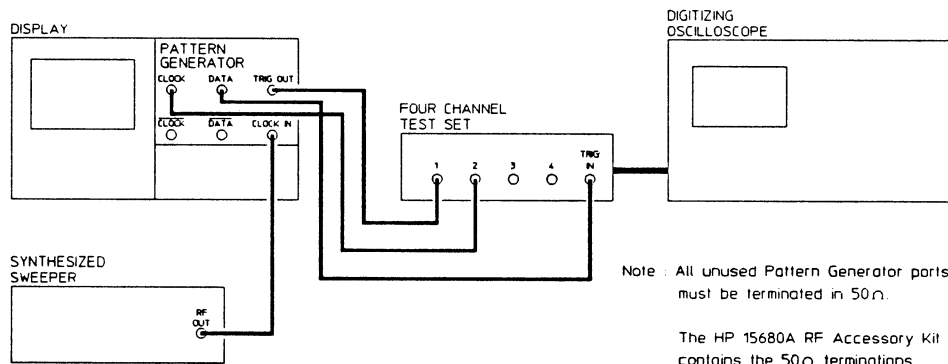 DISPLAY
PATTERN
GENERATOR
CLOCK DATA TRIG OUT
CLOCK DATA CLOCK IN
FOUR CHANNEL
TEST SET
1 2 3 4 TRIG
IN
DIGITIZING
OSCILLOSCOPE
SYNTHESIZED
SWEEPER
RF
OUT
Note : All unused Pattern Generator ports
must be terminated in 50Ω.
The HP 15680A RF Accessory Kit
contains the 50Ω terminations